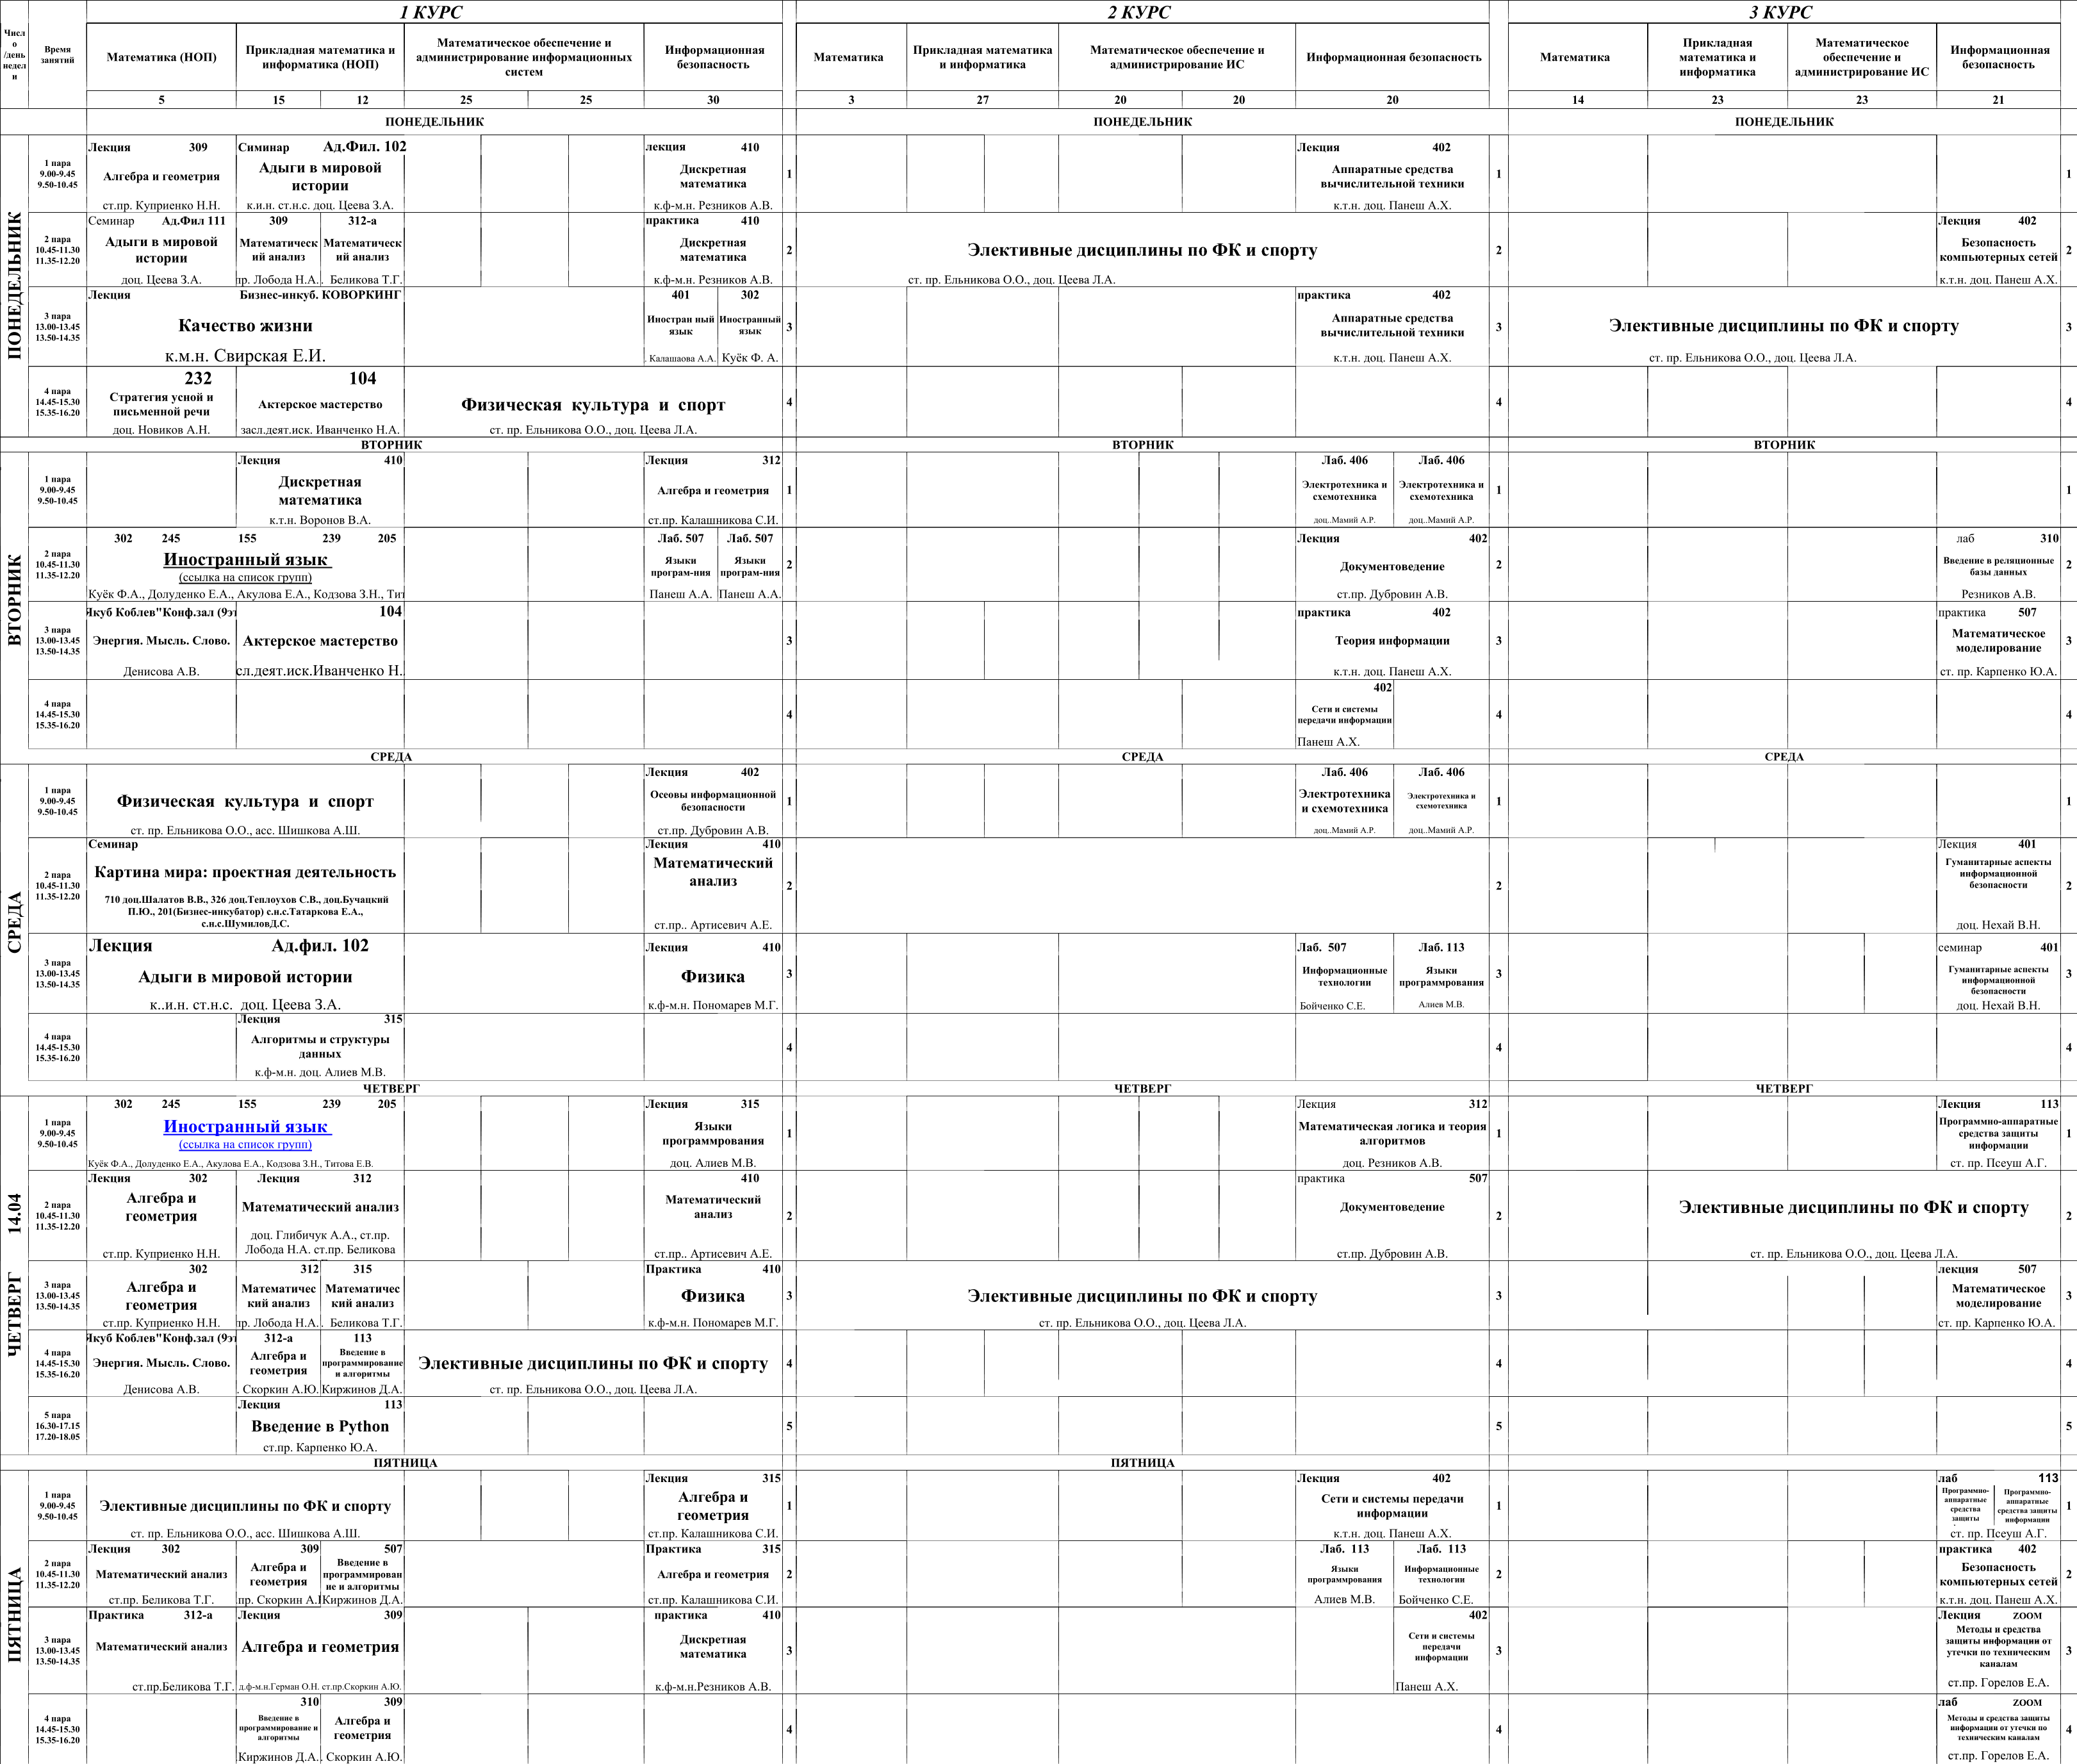 1 КУРС 2 КУРС 3 КУРС
Число /день недели
Время занятий
Математика (НОП)
Прикладная математика и информатика (НОП)
Математическое обеспечение и администрирование информационных систем
Информационная безопасность
Математика
Прикладная математика и информатика
Математическое обеспечение и администрирование ИС
Информационная безопасность
Математика
Прикладная математика и информатика
Математическое обеспечение и администрирование ИС
Информационная безопасность
5 15 12 25 25 30 3 27 20 20 20 14 23 23 21
ПОНЕДЕЛЬНИК ПОНЕДЕЛЬНИК ПОНЕДЕЛЬНИК
ПОНЕДЕЛЬНИК
1 пара
9.00-9.45
9.50-10.45
Лекция 309
Алгебра и геометрия
ст.пр. Куприенко Н.Н.
Симинар Ад.Фил. 102
Адыги в мировой истории
к.и.н. ст.н.с. доц. Цеева З.А.
лекция 410
Дискретная математика
к.ф-м.н. Резников А.В.
1
Лекция 402
Аппаратные средства вычислительной техники
к.т.н. доц. Панеш А.Х.
1
1
2 пара
10.45-11.30
11.35-12.20
Семинар Ад.Фил 111
Адыги в мировой истории
доц. Цеева З.А.
309
Математический анализ
пр. Лобода Н.А.
312-а
Математический анализ
. Беликова Т.Г.
практика 410
Дискретная математика
к.ф-м.н. Резников А.В.
2
Элективные дисциплины по ФК и спорту
ст. пр. Ельникова О.О., доц. Цеева Л.А.
2
Лекция 402
Безопасность компьютерных сетей
к.т.н. доц. Панеш А.Х.
2
3 пара
13.00-13.45
13.50-14.35
Лекция Бизнес-инкуб. КОВОРКИНГ
Качество жизни
к.м.н. Свирская Е.И.
401
Иностран ный язык
. Калашаова А.А.
302
Иностранный язык
Куёк Ф. А.
3
практика 402
Аппаратные средства вычислительной техники
к.т.н. доц. Панеш А.Х.
3
Элективные дисциплины по ФК и спорту
ст. пр. Ельникова О.О., доц. Цеева Л.А.
3
4 пара
14.45-15.30
15.35-16.20
232
Стратегия усной и письменной речи
доц. Новиков А.Н.
104
Актерское мастерство
засл.деят.иск. Иванченко Н.А.
Физическая культура и спорт
ст. пр. Ельникова О.О., доц. Цеева Л.А.
4
4
4
ВТОРНИК ВТОРНИК ВТОРНИК
ВТОРНИК
1 пара
9.00-9.45
9.50-10.45
Лекция 410
Дискретная математика
к.т.н. Воронов В.А.
Лекция 312
Алгебра и геометрия
ст.пр. Калашникова С.И.
1
Лаб. 406
Электротехника и схемотехника
доц..Мамий А.Р.
Лаб. 406
Электротехника и схемотехника
доц..Мамий А.Р.
1
1
2 пара
10.45-11.30
11.35-12.20
302 245 155 239 205
Иностранный язык
(ссылка на список групп)
Куёк Ф.А., Долуденко Е.А., Акулова Е.А., Кодзова З.Н., Тит
Лаб. 507
Языки програм-ния
Панеш А.А.
Лаб. 507
Языки програм-ния
Панеш А.А.
2
Лекция 402
Документоведение
ст.пр. Дубровин А.В.
2
лаб 310
Введение в реляционные базы данных
Резников А.В.
2
3 пара
13.00-13.45
13.50-14.35
Якуб Коблев"Конф.зал (9эт
Энергия. Мысль. Слово.
Денисова А.В.
104
Актерское мастерство
сл.деят.иск.Иванченко Н.
3
практика 402
Теория информации
к.т.н. доц. Панеш А.Х.
3
практика 507
Математическое моделирование
ст. пр. Карпенко Ю.А.
3
4 пара
14.45-15.30
15.35-16.20
4
402
Сети и системы передачи информации
Панеш А.Х.
4
4
СРЕДА СРЕДА СРЕДА
СРЕДА
1 пара
9.00-9.45
9.50-10.45
Физическая культура и спорт
ст. пр. Ельникова О.О., асс. Шишкова А.Ш.
Лекция 402
Осеовы информационной безопасности
ст.пр. Дубровин А.В.
1
Лаб. 406
Электротехника и схемотехника
доц..Мамий А.Р.
Лаб. 406
Электротехника и схемотехника
доц..Мамий А.Р.
1
1
2 пара
10.45-11.30
11.35-12.20
Семинар
Картина мира: проектная деятельность
710 доц.Шалатов В.В., 326 доц.Теплоухов С.В., доц.Бучацкий
П.Ю., 201(Бизнес-инкубатор) с.н.с.Татаркова Е.А.,
с.н.с.ШумиловД.С.
Лекция 410
Математический анализ
ст.пр.. Артисевич А.Е.
2
2
Лекция 401
Гуманитарные аспекты информационной безопасности
доц. Нехай В.Н.
2
3 пара
13.00-13.45
13.50-14.35
Лекция Ад.фил. 102
Адыги в мировой истории
к..и.н. ст.н.с. доц. Цеева З.А.
Лекция 410
Физика
к.ф-м.н. Пономарев М.Г.
3
Лаб. 507
Информационные технологии
Бойченко С.Е.
Лаб. 113
Языки программирования
Алиев М.В.
3
семинар 401
Гуманитарные аспекты информационной безопасности
доц. Нехай В.Н.
3
4 пара
14.45-15.30
15.35-16.20
Лекция 315
Алгоритмы и структуры данных
к.ф-м.н. доц. Алиев М.В.
4
4
4
ЧЕТВЕРГ ЧЕТВЕРГ ЧЕТВЕРГ
ЧЕТВЕРГ 14.04
1 пара
9.00-9.45
9.50-10.45
302 245 155 239 205
Иностранный язык
(ссылка на список групп)
Куёк Ф.А., Долуденко Е.А., Акулова Е.А., Кодзова З.Н., Титова Е.В.
Лекция 315
Языки программирования
доц. Алиев М.В.
1
Лекция 312
Математическая логика и теория алгоритмов
доц. Резников А.В.
1
Лекция 113
Программно-аппаратные средства защиты информации
ст. пр. Псеуш А.Г.
1
2 пара
10.45-11.30
11.35-12.20
Лекция 302
Алгебра и геометрия
ст.пр. Куприенко Н.Н.
Лекция 312
Математический анализ
доц. Глибичук А.А., ст.пр.
Лобода Н.А. ст.пр. Беликова
410
Математический анализ
ст.пр.. Артисевич А.Е.
2
практика 507
Документоведение
ст.пр. Дубровин А.В.
2
Элективные дисциплины по ФК и спорту
ст. пр. Ельникова О.О., доц. Цеева Л.А.
2
3 пара
13.00-13.45
13.50-14.35
302
Алгебра и геометрия
ст.пр. Куприенко Н.Н.
312
Математический анализ
пр. Лобода Н.А.
315
Математический анализ
. Беликова Т.Г.
Практика 410
Физика
к.ф-м.н. Пономарев М.Г.
3
Элективные дисциплины по ФК и спорту
ст. пр. Ельникова О.О., доц. Цеева Л.А.
3
лекция 507
Математическое моделирование
ст. пр. Карпенко Ю.А.
3
4 пара
14.45-15.30
15.35-16.20
Якуб Коблев"Конф.зал (9эт
Энергия. Мысль. Слово.
Денисова А.В.
312-а
Алгебра и геометрия
. Скоркин А.Ю.
113
Введение в программирование и алгоритмы
Киржинов Д.А.
Элективные дисциплины по ФК и спорту
ст. пр. Ельникова О.О., доц. Цеева Л.А.
4
4
4
5 пара
16.30-17.15
17.20-18.05
Лекция 113
Введение в Python
ст.пр. Карпенко Ю.А.
5
5
5
ПЯТНИЦА ПЯТНИЦА
ПЯТНИЦА
1 пара
9.00-9.45
9.50-10.45
Элективные дисциплины по ФК и спорту
ст. пр. Ельникова О.О., асс. Шишкова А.Ш.
Лекция 315
Алгебра и геометрия
ст.пр. Калашникова С.И.
1
Лекция 402
Сети и системы передачи информации
к.т.н. доц. Панеш А.Х.
1
лаб 113
Программно-аппаратные средства защиты
Программно-аппаратные средства защиты информации
ст. пр. Псеуш А.Г.
1
2 пара
10.45-11.30
11.35-12.20
Лекция 302
Математический анализ
ст.пр. Беликова Т.Г.
309
Алгебра и геометрия
пр. Скоркин А.
507
Введение в программирование и алгоритмы
Киржинов Д.А.
Практика 315
Алгебра и геометрия
ст.пр. Калашникова С.И.
2
Лаб. 113
Языки программирования
Алиев М.В.
Лаб. 113
Информационные технологии
Бойченко С.Е.
2
практика 402
Безопасность компьютерных сетей
к.т.н. доц. Панеш А.Х.
2
3 пара
13.00-13.45
13.50-14.35
Практика 312-а
Математический анализ
ст.пр.Беликова Т.Г.
Лекция 309
Алгебра и геометрия
д.ф-м.н.Герман О.Н. ст.пр.Скоркин А.Ю.
практика 410
Дискретная математика
к.ф-м.н.Резников А.В.
3
402
Сети и системы передачи информации
Панеш А.Х.
3
Лекция ZOOM
Методы и средства защиты информации от утечки по техническим каналам
ст.пр. Горелов Е.А.
3
4 пара
14.45-15.30
15.35-16.20
310
Введение в программирование и алгоритмы
Киржинов Д.А.
309
Алгебра и геометрия
. Скоркин А.Ю.
4
4
лаб ZOOM
Методы и средства защиты информации от утечки по техническим каналам
ст.пр. Горелов Е.А.
4